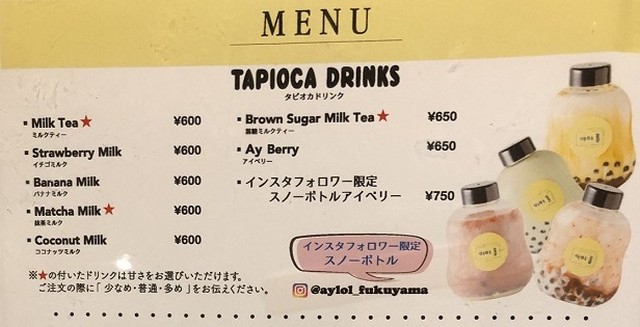 MENU
TAPIOCA DRINKS
タピオカドリンク
▪Milk Tea★ ¥600
ミルクティー
▪Strawberry Milk ¥600
イチゴミルク
▪Banana Milk ¥600
バナナミルク
▪Matcha Milk★ ¥600
抹茶ミルク
▪Coconut Milk ¥600
ココナッツミルク
▪Brown Sugar Milk Tea★ ¥650
黒糖ミルクティー
▪Ay Berry ¥650
アイベリー
▪インスタフォロワー限定
スノーボトルアイベリー ¥750
インスタフォロワー限定
スノーボトル
@aylol_fukuyama
※★の付いたドリンクは甘さをお選びいただけます。
ご注文の際に「 少なめ・普通・多め 」をお伝えください。